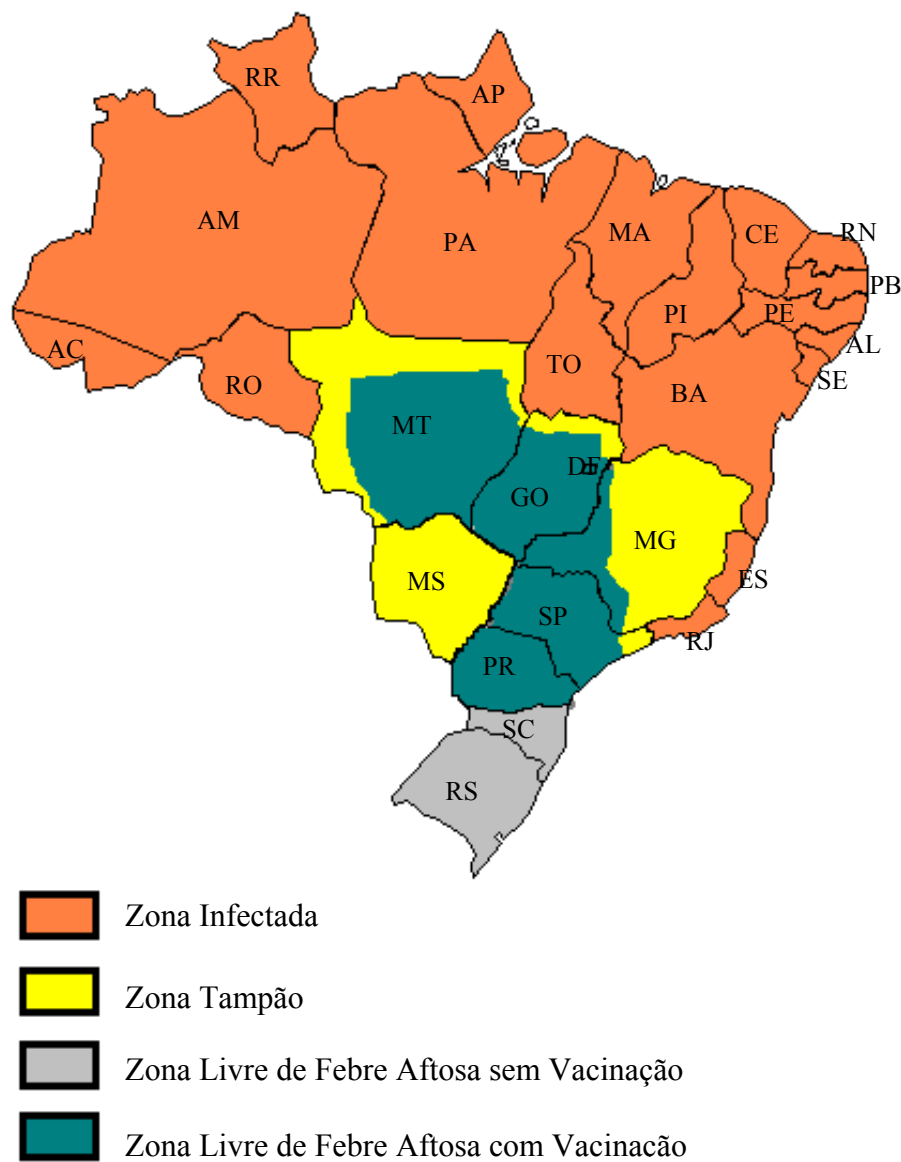 RR
AP
AM
PA
MA
CE
RN
PB
PI
PE
AL
AC
RO
TO
SE
BA
MT
DF
GO
MG
MS
ES
SP
RJ
PR
SC
RS
Zona Infectada
Zona Tampão
Zona Livre de Febre Aftosa sem Vacinação
Zona Livre de Febre Aftosa com Vacinacão